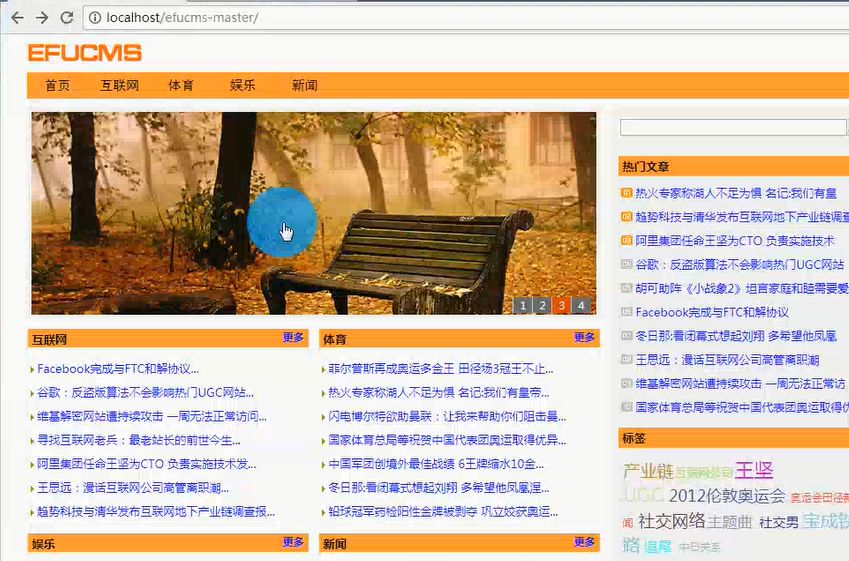 localhost/efucms-master/
EFUCMS
首页 互联网 体育 娱乐 新闻
1 2 3 4
互联网 更多
Facebook完成与FTC和解协议...
谷歌：反盗版算法不会影响热门UGC网站...
维基解密网站遭持续攻击 一周无法正常访问...
寻找互联网老兵：最老站长的前世今生...
阿里集团任命王坚为CTO 负责实施技术发...
王思远：漫话互联网公司高管离职潮...
趋势科技与清华发布互联网地下产业链调查报...
体育 更多
菲尔普斯再成奥运多金王 田径场3冠王不止...
热火专家称湖人不足为惧 名记:我们有皇帝...
闪电博尔特欲助曼联：让我来帮助你们阻击曼...
国家体育总局等祝贺中国代表团奥运取得优异...
中国军团创境外最佳战绩 6王牌缩水10金...
冬日那:看闭幕式想起刘翔 多希望他凤凰涅...
铅球冠军药检阳性金牌被剥夺 巩立姣获奥运...
娱乐 更多
新闻 更多
热门文章
01 热火专家称湖人不足为惧 名记:我们有皇
02 趋势科技与清华发布互联网地下产业链调查
03 阿里集团任命王坚为CTO 负责实施技术
谷歌：反盗版算法不会影响热门UGC网站
胡可助阵《小战象2》坦言家庭和睦需要爱
Facebook完成与FTC和解协议
冬日那:看闭幕式想起刘翔 多希望他凤凰
王思远：漫话互联网公司高管离职潮
维基解密网站遭持续攻击 一周无法正常访
国家体育总局等祝贺中国代表团奥运取得优
标签
产业链 互联网公司 王坚
UGC 2012伦敦奥运会 奥运会田径新
闻 社交网络 主题曲 社交男 宝成铁
路 退尾 中日关系